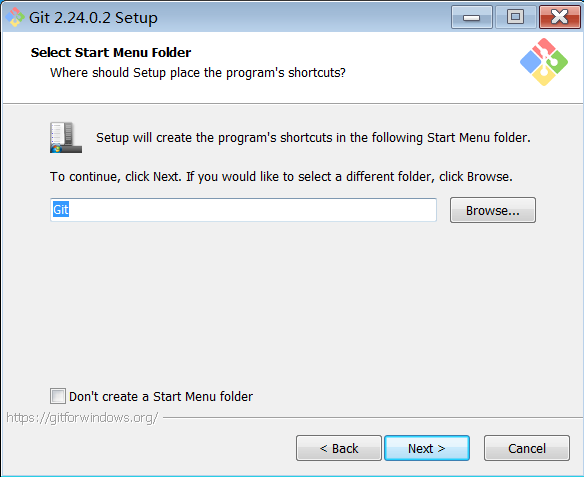 Git 2.24.0.2 Setup
Select Start Menu Folder
Where should Setup place the program's shortcuts?
Setup will create the program's shortcuts in the following Start Menu folder.
To continue, click Next. If you would like to select a different folder, click Browse.
Git
Browse...
Don't create a Start Menu folder
https://gitforwindows.org/
< Back
Next >
Cancel